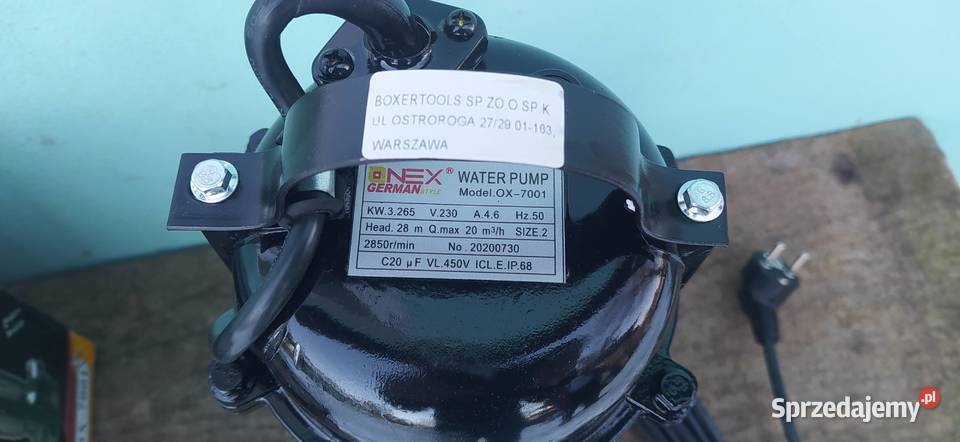 BOXERTOOLS SP.ZO.O SP.K
UL OSTROROGA 27/29 01-163,
WARSZAWA
ONEX® WATER PUMP
GERMAN STYLE Model.OX-7001
KW.3.265 V.230 A.4.6 Hz.50
Head. 28 m Q.max 20 m³/h SIZE.2
2850r/min No. 20200730
C20 µF VL.450V ICL.E.IP.68
Sprzedajemy.pl